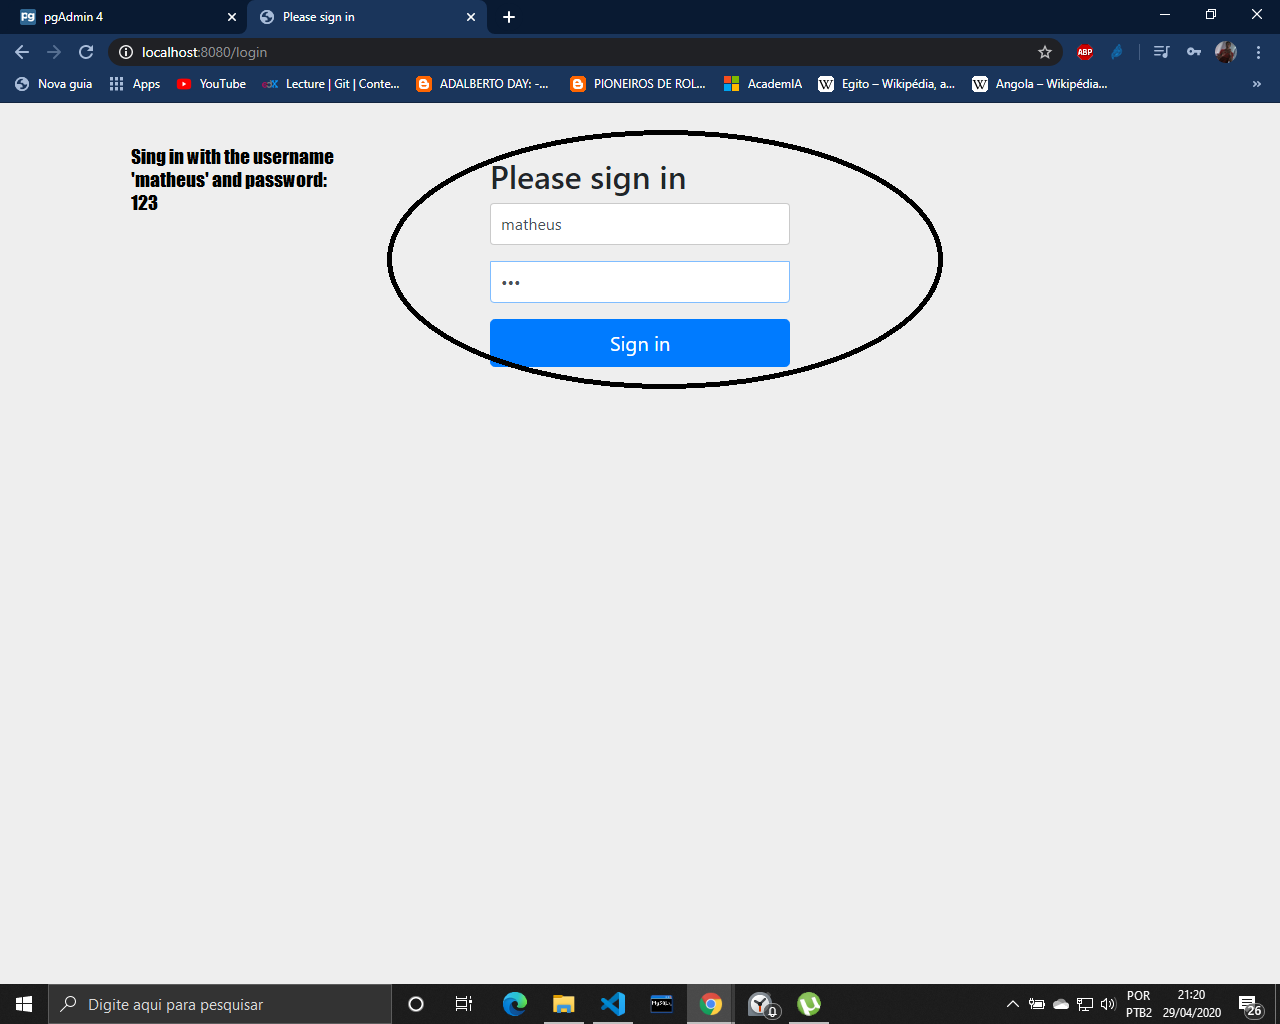 pgAdmin 4
Please sign in
localhost:8080/login
ABP
Nova guia
Apps
YouTube
Lecture | Git | Conte...
ADALBERTO DAY: -...
PIONEIROS DE ROL...
AcademIA
Egito – Wikipédia, a...
Angola – Wikipédia...
»
Sing in with the username
'matheus' and password:
123
Please sign in
matheus
•••
Sign in
Digite aqui para pesquisar
MySQL
POR
PTB2
21:20
29/04/2020
26